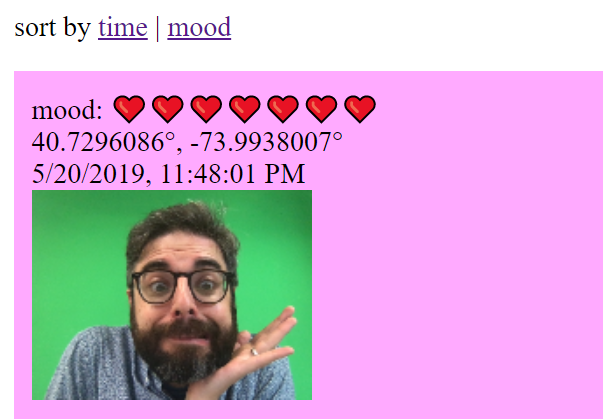 sort by time | mood
mood: ❤️❤️❤️❤️❤️❤️❤️
40.7296086°, -73.9938007°
5/20/2019, 11:48:01 PM